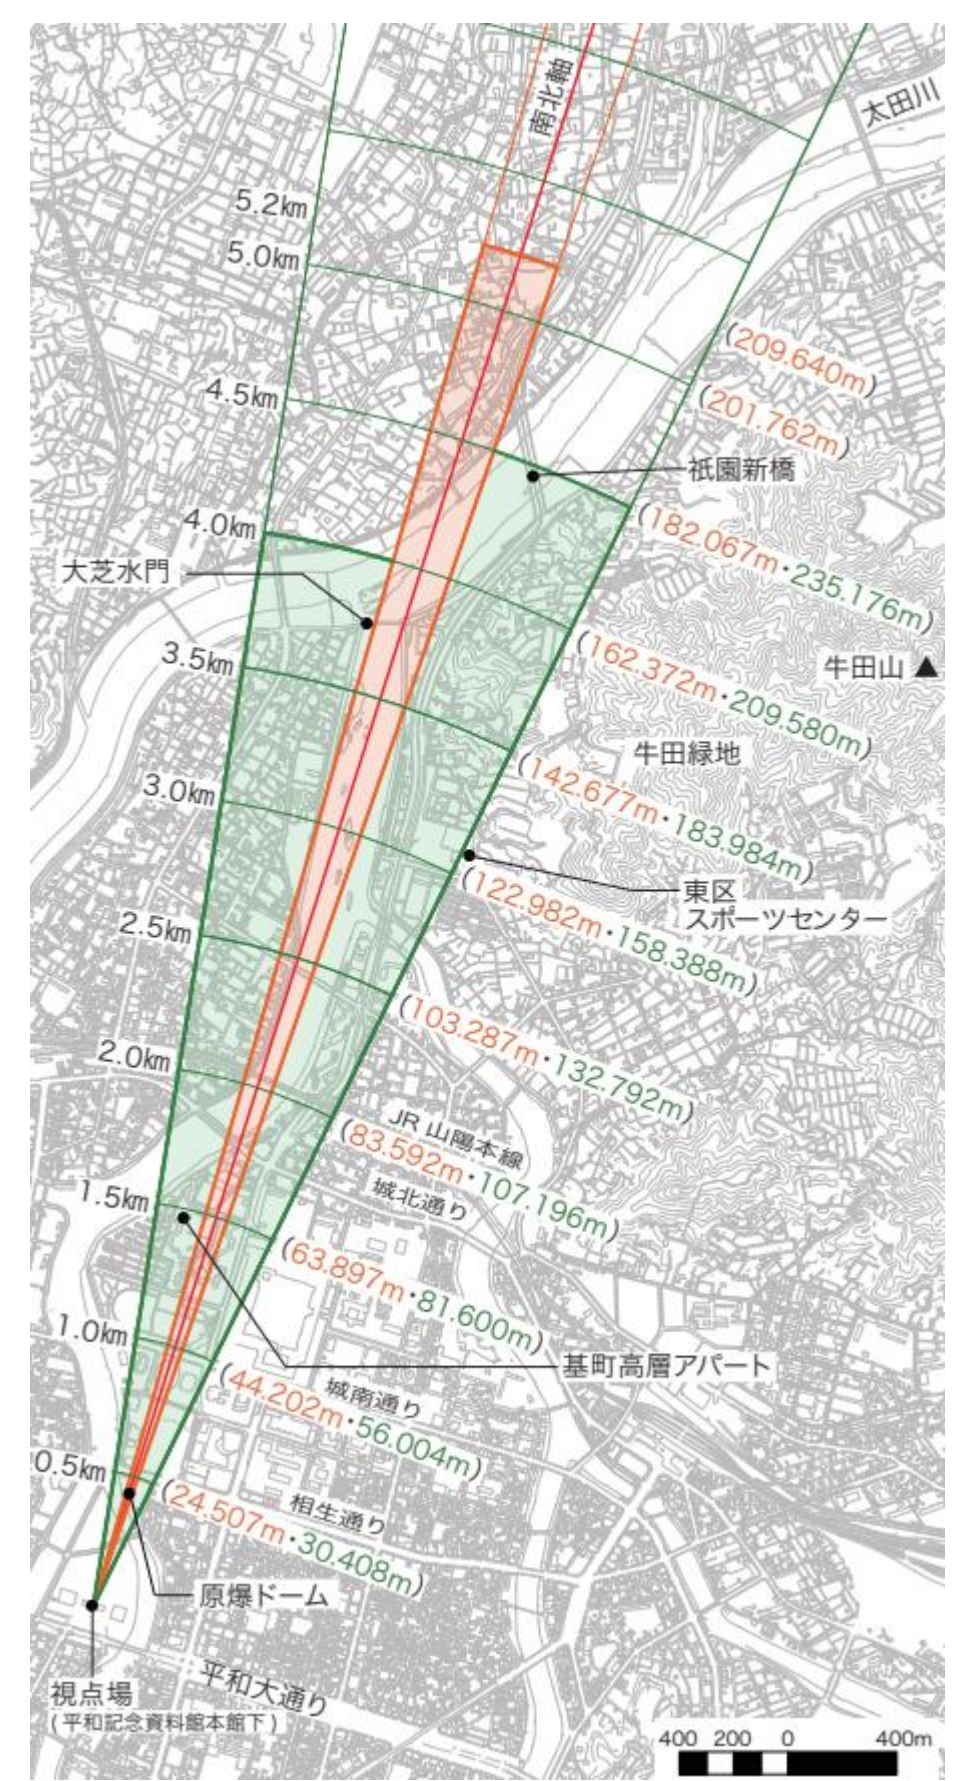 南北軸
太田川
5.2km
5.0km
(209.640m)
(201.762m)
4.5km
祇園新橋
4.0km
(182.067m・235.176m)
大芝水門
(162.372m・209.580m)
3.5km
牛田山▲
牛田緑地
(142.677m・183.984m)
3.0km
東区
スポーツセンター
(122.982m・158.388m)
2.5km
(103.287m・132.792m)
2.0km
JR 山陽本線
(83.592m・107.196m)
城北通り
1.5km
(63.897m・81.600m)
1.0km
基町高層アパート
城南通り
(44.202m・56.004m)
0.5km
(24.507m・30.408m)
相生通り
原爆ドーム
平和大通り
視点場
(平和記念資料館本館下)
400 200 0 400m